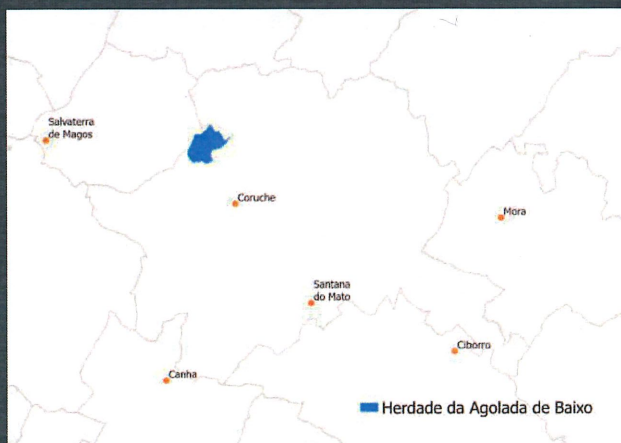 Salvaterra
de Magos
Coruche
Mora
Santana
do Mato
Ciborro
Canha
Herdade da Agolada de Baixo